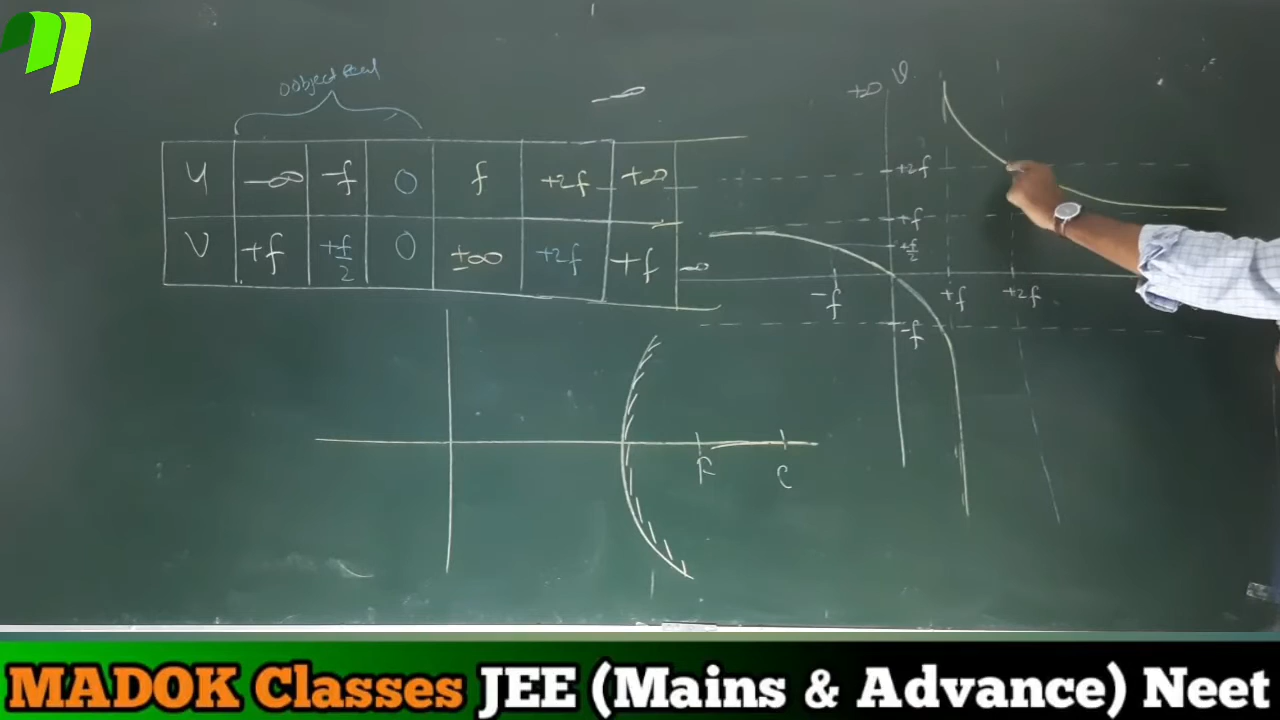 object Real
-∞
U -∞ -f 0 f +2f +∞
V +f +f/2 0 ±∞ +2f +f
+∞ v
+2f
+f
+f/2
-∞
-f +f +2f
-f
F C
MADOK Classes JEE (Mains & Advance) Neet